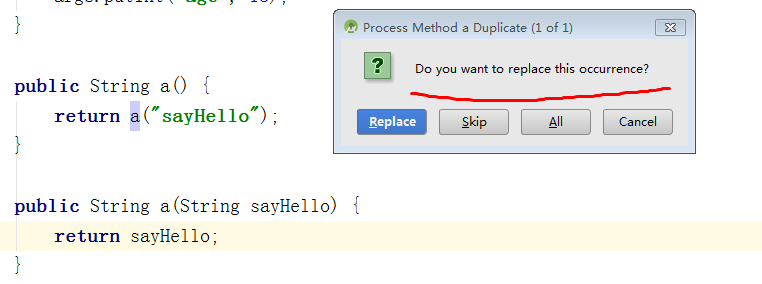 }
public String a() {
return a("sayHello");
}
public String a(String sayHello) {
return sayHello;
}
Process Method a Duplicate (1 of 1)
Do you want to replace this occurrence?
Replace Skip All Cancel